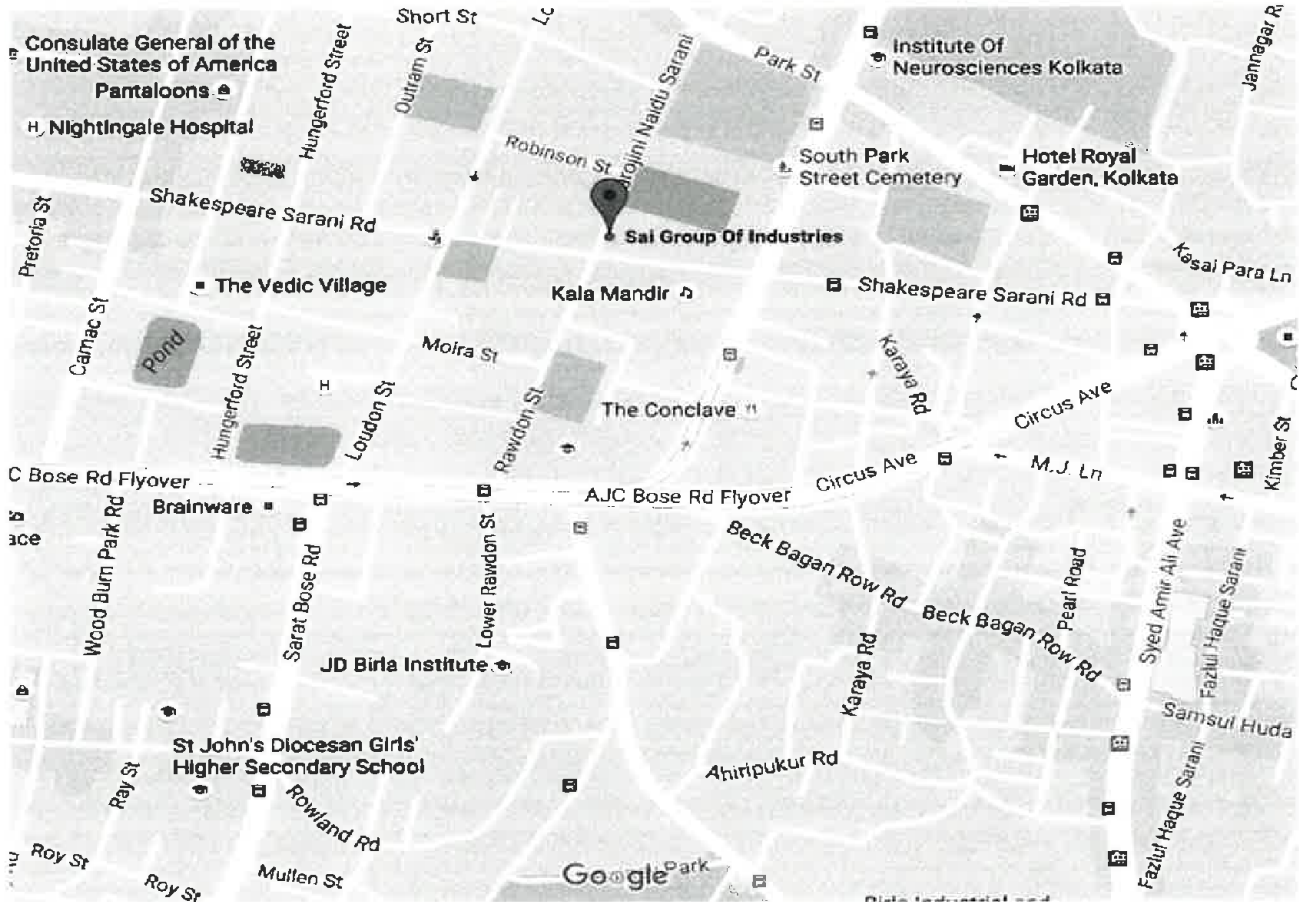 Short St
Consulate General of the
United States of America
Pantaloons
H Nightingale Hospital
Hungerford Street
Outram St
Sarojini Naidu Sarani
Park St
Institute Of
Neurosciences Kolkata
Robinson St
South Park
Street Cemetery
Hotel Royal
Garden, Kolkata
Pretoria St
Shakespeare Sarani Rd
Sai Group Of Industries
Kasai Para Ln
The Vedic Village
Kala Mandir
Shakespeare Sarani Rd
Camac St
Pond
Hungerford Street
H
Moira St
Loudon St
Rawdon St
The Conclave
Karaya Rd
Circus Ave
Kimber St
C Bose Rd Flyover
AJC Bose Rd Flyover
Circus Ave
M.J. Ln
Brainware
ace
Wood Burn Park Rd
Sarat Bose Rd
Lower Rawdon St
Beck Bagan Row Rd
Beck Bagan Row Rd
Pearl Road
Syed Amir Ali Ave
Fazlul Haque Sarani
JD Birla Institute
Karaya Rd
Samsul Huda
St John's Diocesan Girls'
Higher Secondary School
Ahiripukur Rd
Fazlul Haque Sarani
Ray St
Rowland Rd
Roy St
Roy St
Mullen St
Google
Park